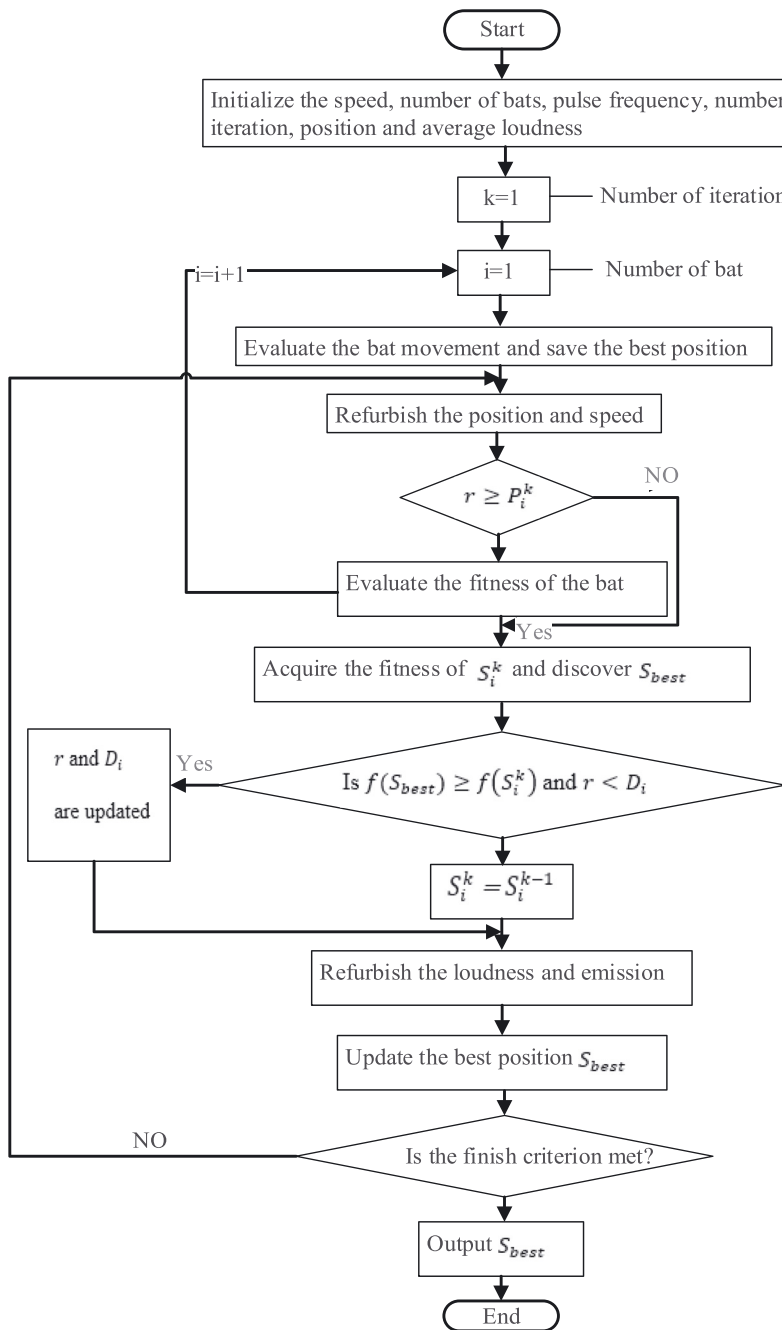 Start
Initialize the speed, number of bats, pulse frequency, number
iteration, position and average loudness
k=1
Number of iteration
i=i+1
i=1
Number of bat
Evaluate the bat movement and save the best position
Refurbish the position and speed
NO
r ≥ P_i^k
Evaluate the fitness of the bat
Yes
Acquire the fitness of S_i^k and discover S_best
r and D_i
are updated
Yes
Is f(S_best) ≥ f(S_i^k) and r < D_i
S_i^k = S_i^{k-1}
Refurbish the loudness and emission
Update the best position S_best
NO
Is the finish criterion met?
Output S_best
End